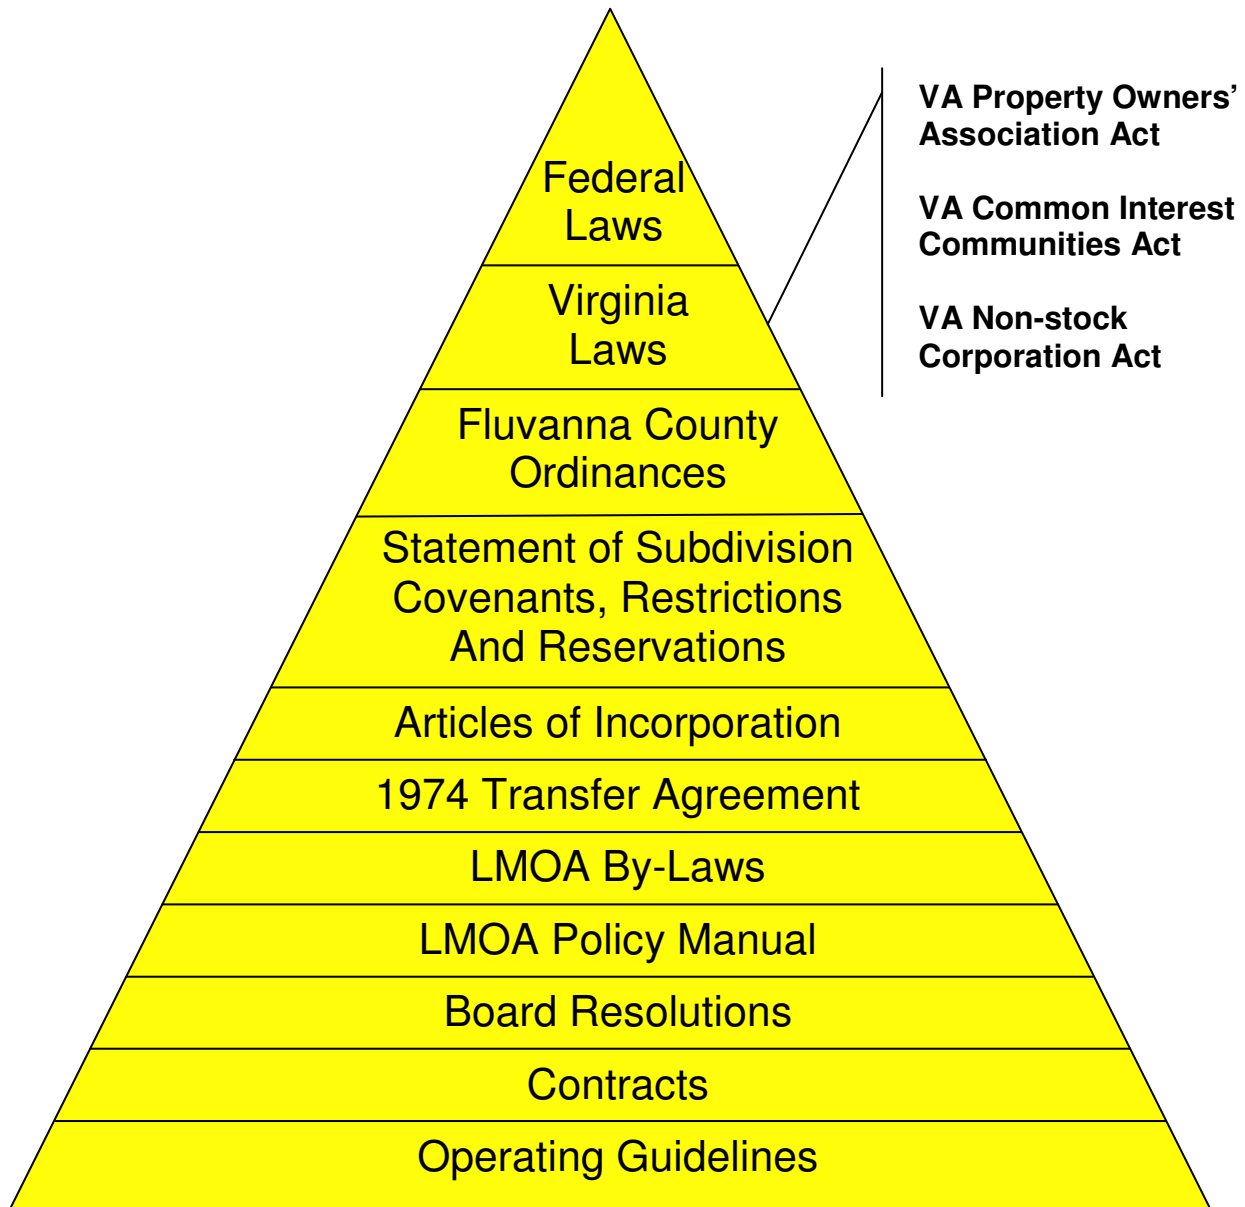 Federal
Laws
Virginia
Laws
Fluvanna County
Ordinances
Statement of Subdivision
Covenants, Restrictions
And Reservations
Articles of Incorporation
1974 Transfer Agreement
LMOA By-Laws
LMOA Policy Manual
Board Resolutions
Contracts
Operating Guidelines
VA Property Owners’
Association Act
VA Common Interest
Communities Act
VA Non-stock
Corporation Act